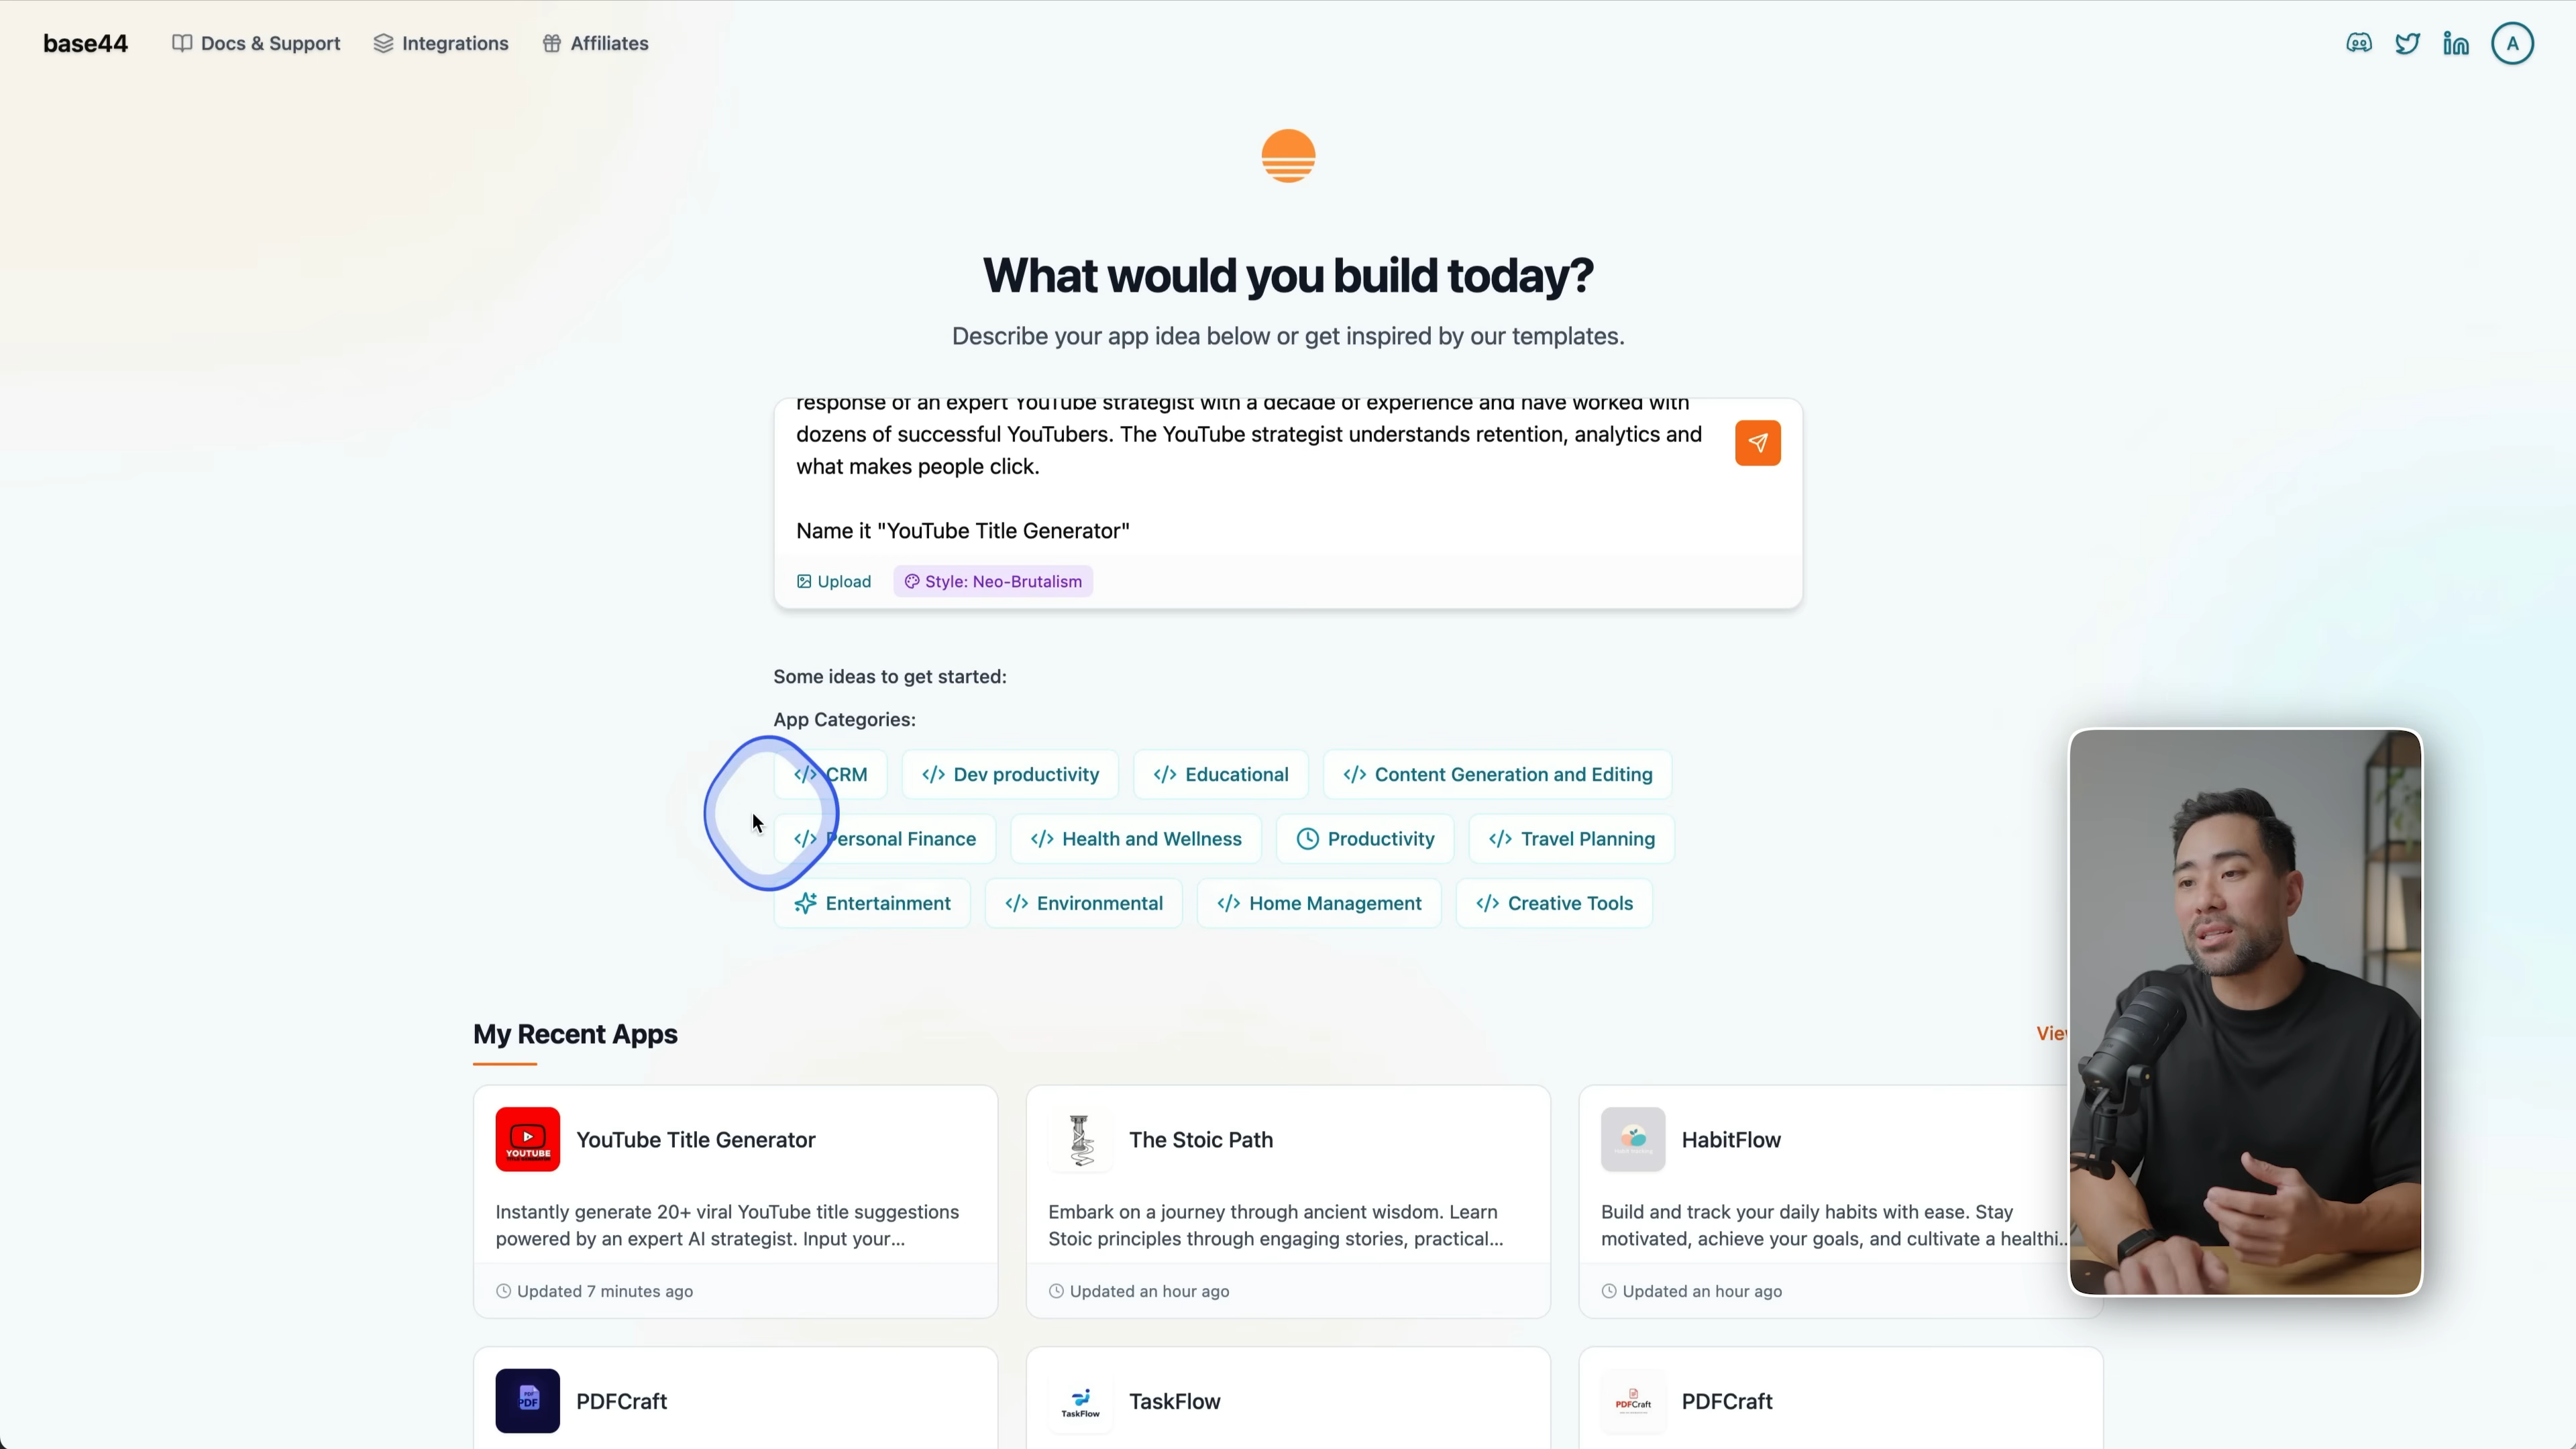 base44
Docs & Support
Integrations
Affiliates
A
What would you build today?
Describe your app idea below or get inspired by our templates.
response of an expert YouTube strategist with a decade of experience and have worked with
dozens of successful YouTubers. The YouTube strategist understands retention, analytics and
what makes people click.
Name it "YouTube Title Generator"
Upload
Style: Neo-Brutalism
Some ideas to get started:
App Categories:
CRM
Dev productivity
Educational
Content Generation and Editing
Personal Finance
Health and Wellness
Productivity
Travel Planning
Entertainment
Environmental
Home Management
Creative Tools
My Recent Apps
YOUTUBE
YouTube Title Generator
Instantly generate 20+ viral YouTube title suggestions
powered by an expert AI strategist. Input your...
Updated 7 minutes ago
The Stoic Path
Embark on a journey through ancient wisdom. Learn
Stoic principles through engaging stories, practical...
Updated an hour ago
HabitFlow
Build and track your daily habits with ease. Stay
motivated, achieve your goals, and cultivate a healthi..
Updated an hour ago
PDF
PDF
PDFCraft
TaskFlow
TaskFlow
PDFCraft
PDFCraft